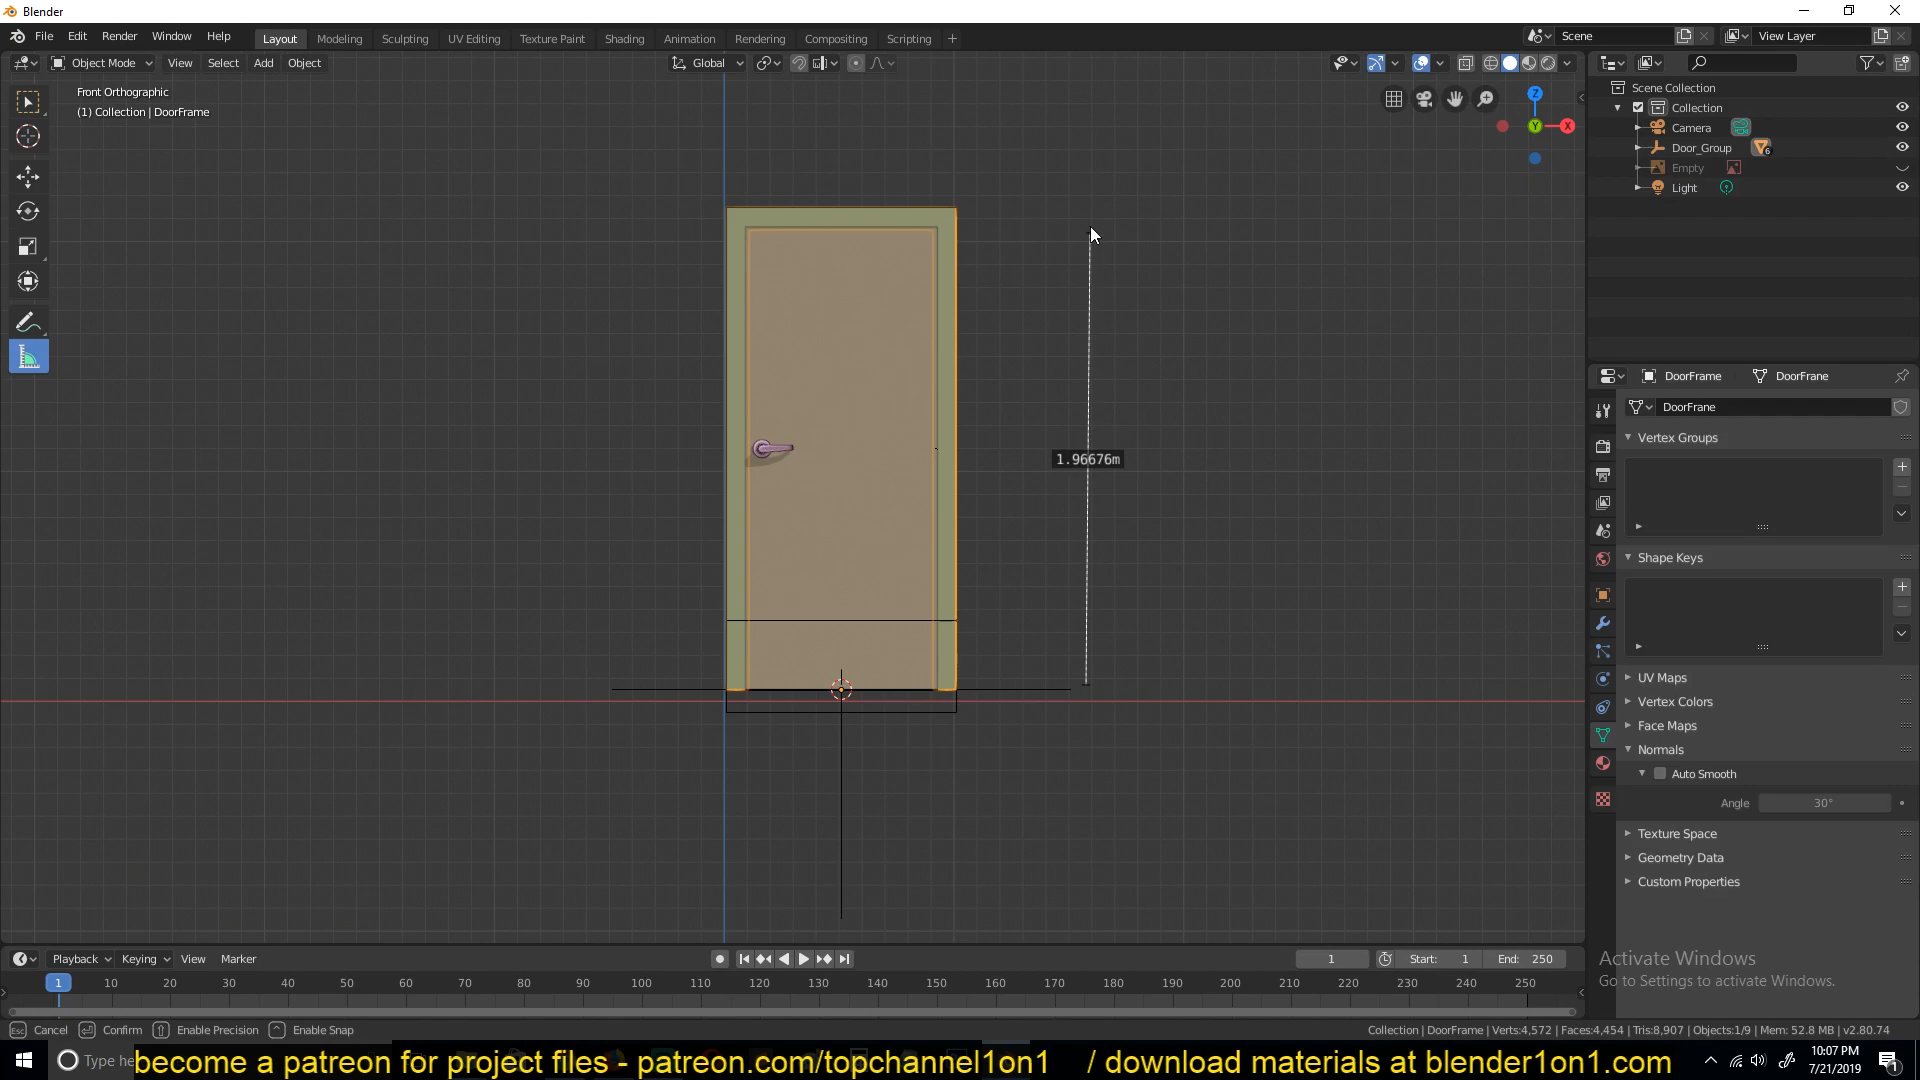 Blender
File Edit Render Window Help
Layout Modeling Sculpting UV Editing Texture Paint Shading Animation Rendering Compositing Scripting +
Scene View Layer
Object Mode View Select Add Object
Global
Front Orthographic
(1) Collection | DoorFrame
Z
Y
X
1.96676m
Scene Collection
Collection
Camera
Door_Group 6
Empty
Light
DoorFrame DoorFrane
DoorFrane
Vertex Groups
Shape Keys
UV Maps
Vertex Colors
Face Maps
Normals
Auto Smooth
Angle 30°
Texture Space
Geometry Data
Custom Properties
Activate Windows
Go to Settings to activate Windows.
Playback Keying View Marker
1 Start: 1 End: 250
1 10 20 30 40 50 60 70 80 90 100 110 120 130 140 150 160 170 180 190 200 210 220 230 240 250
Esc Cancel Confirm Enable Precision Enable Snap
Collection | DoorFrame | Verts:4,572 | Faces:4,454 | Tris:8,907 | Objects:1/9 | Mem: 52.8 MB | v2.80.74
Type he
become a patreon for project files - patreon.com/topchannel1on1 / download materials at blender1on1.com
10:07 PM
7/21/2019
1